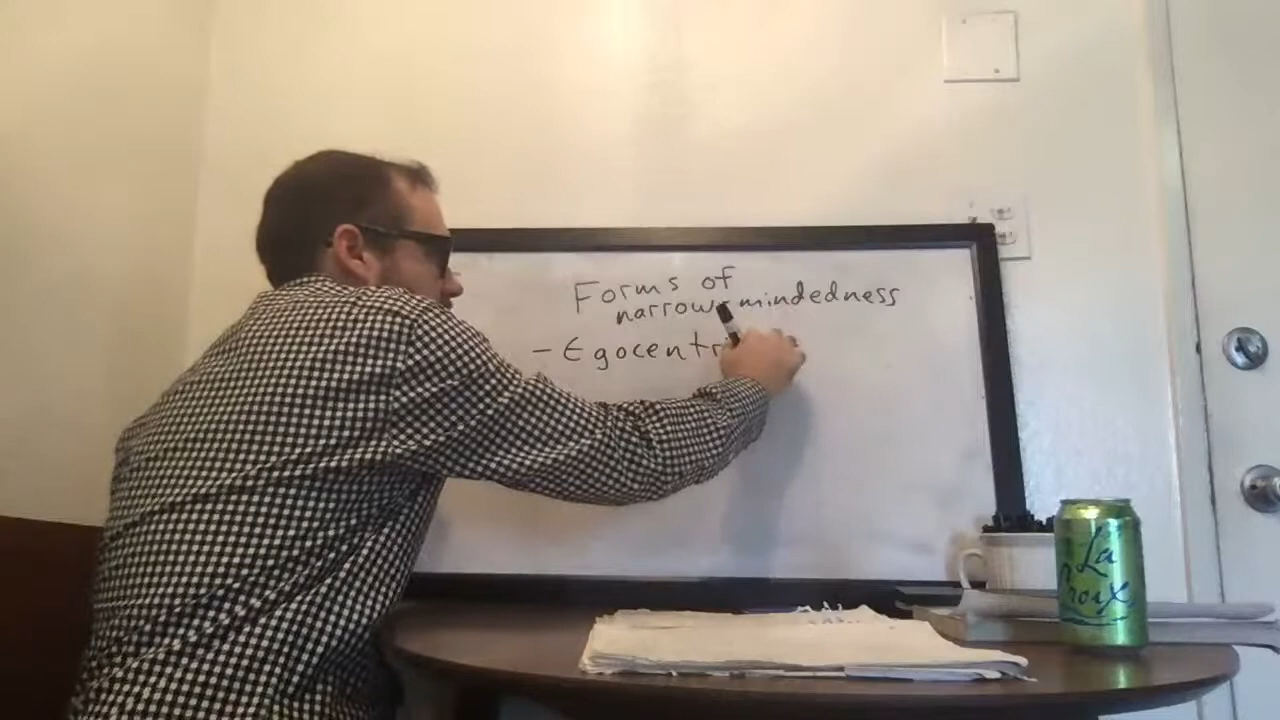 Forms of
narrow-mindedness
- Egocentr
La
Croix